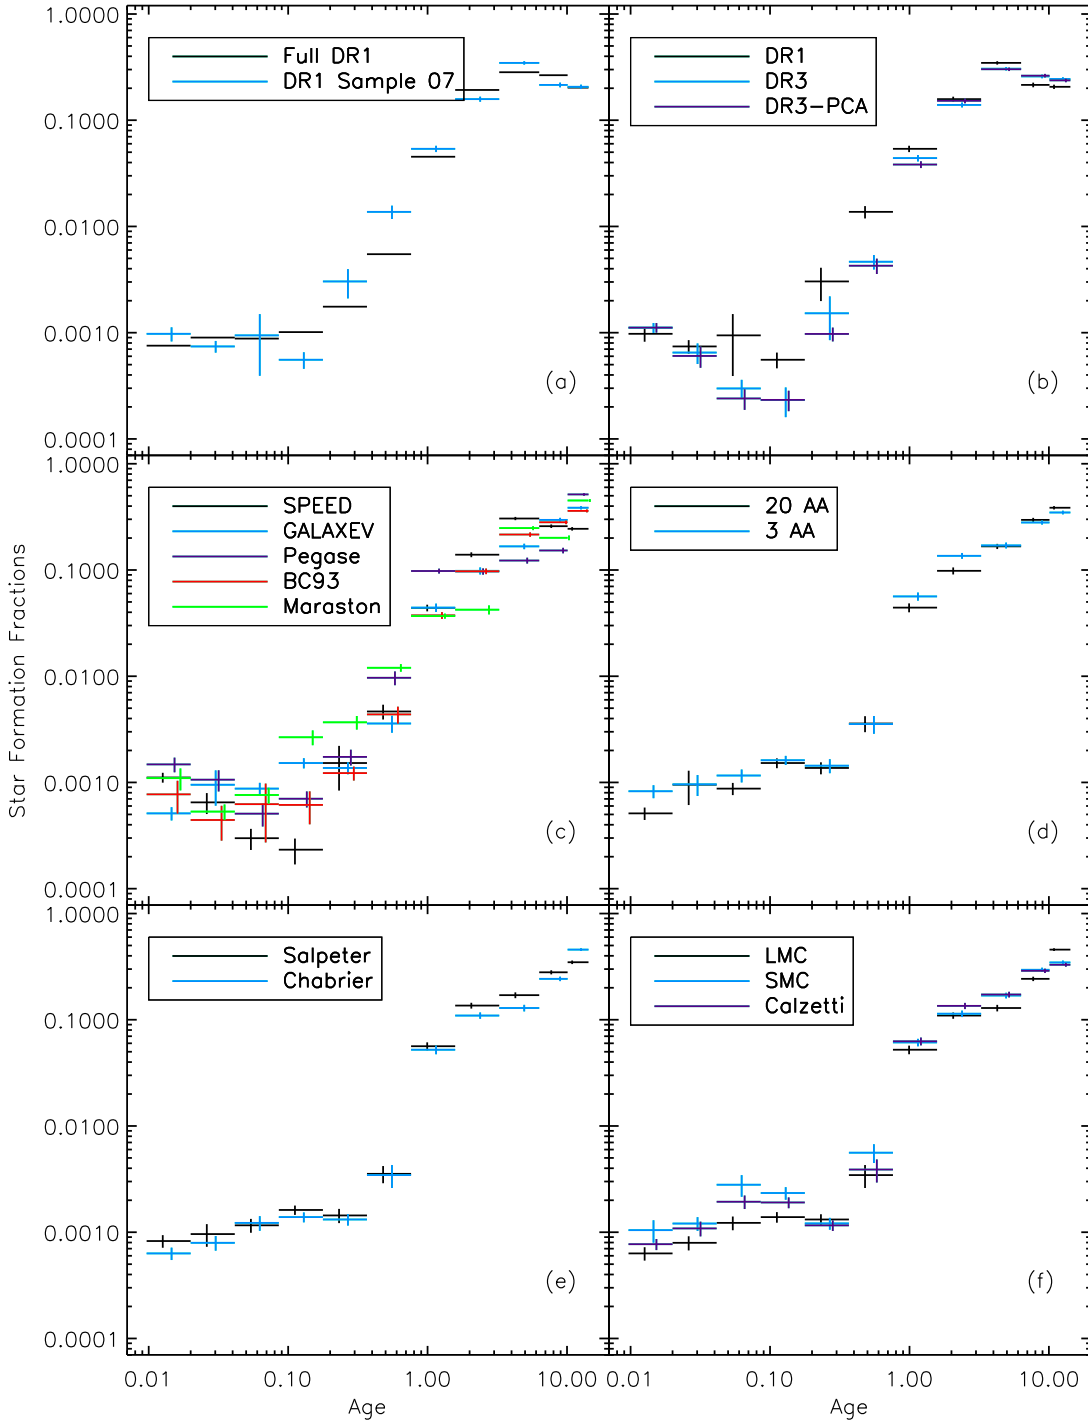 1.0000
0.1000
0.0100
0.0010
0.0001
Full DR1
DR1 Sample 07
(a)
DR1
DR3
DR3-PCA
(b)
Star Formation Fractions
1.0000
0.1000
0.0100
0.0010
0.0001
SPEED
GALAXEV
Pegase
BC93
Maraston
(c)
20 AA
3 AA
(d)
1.0000
0.1000
0.0100
0.0010
0.0001
Salpeter
Chabrier
(e)
LMC
SMC
Calzetti
(f)
0.01 0.10 1.00 10.00
Age
0.01 0.10 1.00 10.00
Age